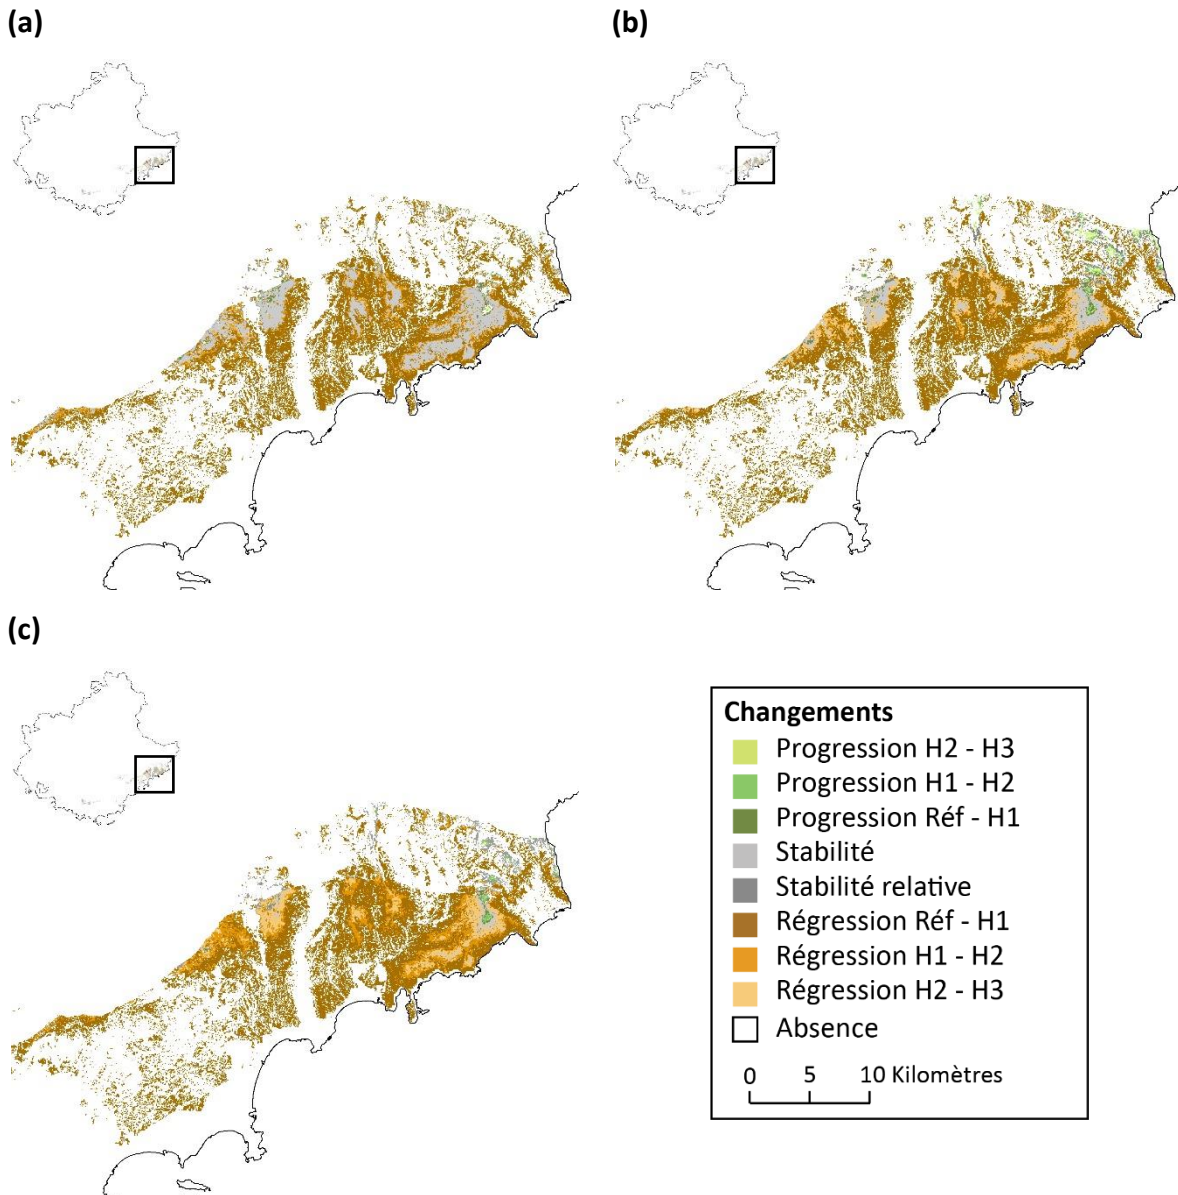 (a)
(b)
(c)
Changements
Progression H2 - H3
Progression H1 - H2
Progression Réf - H1
Stabilité
Stabilité relative
Régression Réf - H1
Régression H1 - H2
Régression H2 - H3
Absence
0 5 10 Kilomètres